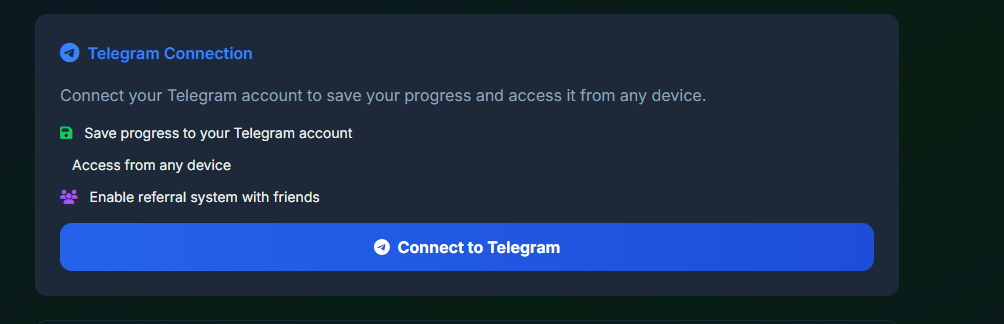 Telegram Connection
Connect your Telegram account to save your progress and access it from any device.
Save progress to your Telegram account
Access from any device
Enable referral system with friends
Connect to Telegram